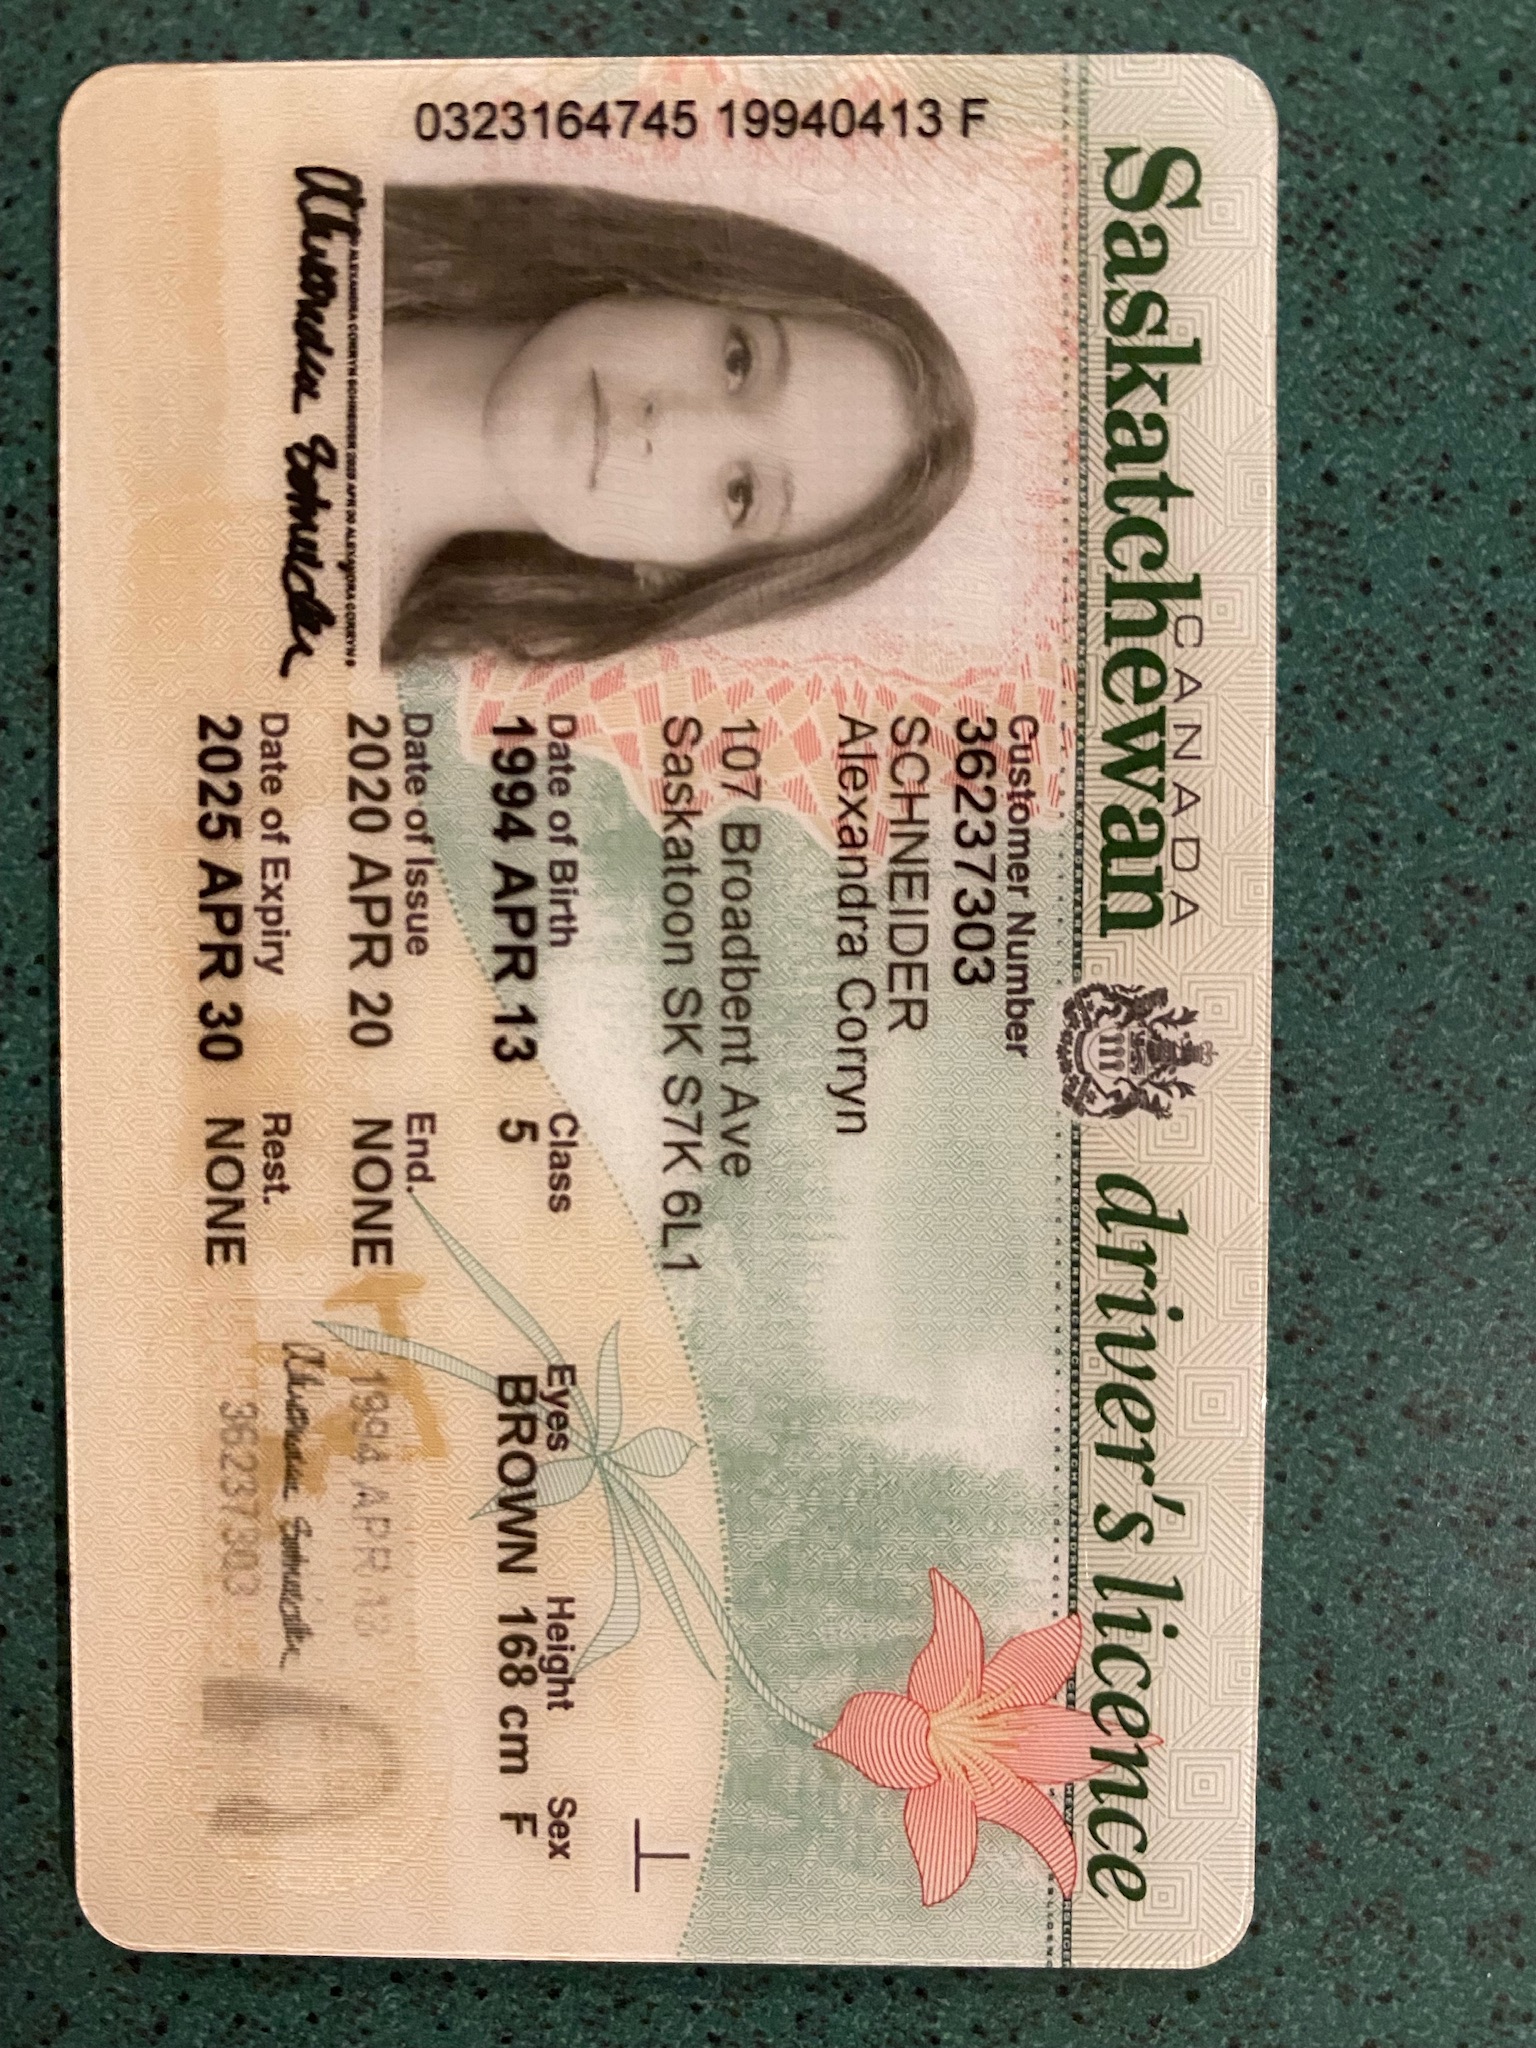 CANADA
Saskatchewan driver's licence
0323164745 19940413 F
Customer Number
36237303
SCHNEIDER
Alexandra Corryn
107 Broadbent Ave
Saskatoon SK S7K 6L1
Date of Birth Class Eyes Height Sex
1994 APR 13 5 BROWN 168 cm F
Date of Issue End.
2020 APR 20 NONE
Date of Expiry Rest.
2025 APR 30 NONE
1994 APR 13
36237303